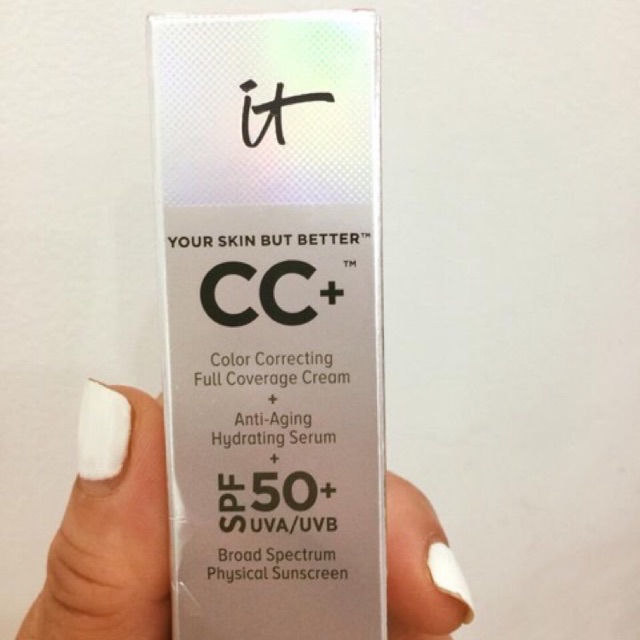 it
YOUR SKIN BUT BETTER™
CC+™
Color Correcting
Full Coverage Cream
+
Anti-Aging
Hydrating Serum
+
SPF 50+
UVA/UVB
Broad Spectrum
Physical Sunscreen